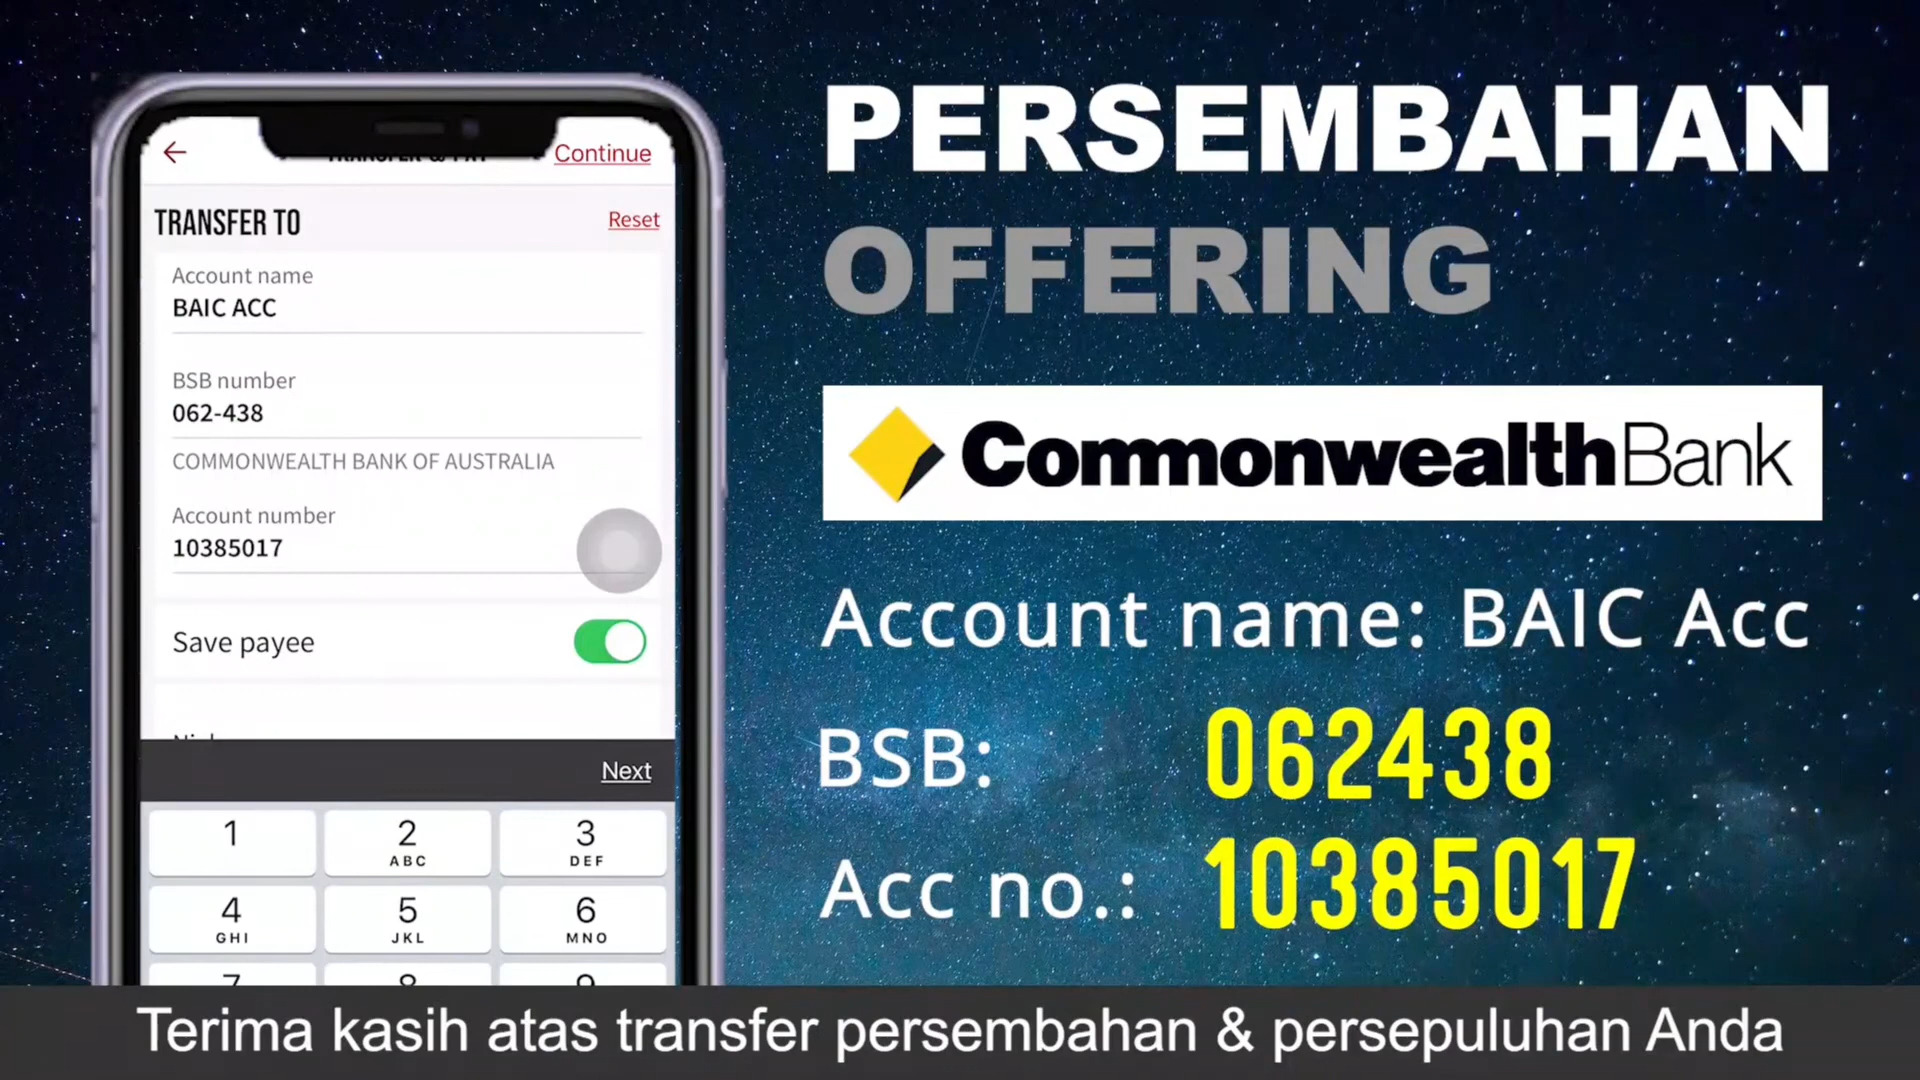 Continue
TRANSFER TO
Reset
Account name
BAIC ACC
BSB number
062-438
COMMONWEALTH BANK OF AUSTRALIA
Account number
10385017
Save payee
Next
1
2
ABC
3
DEF
4
GHI
5
JKL
6
MNO
PERSEMBAHAN
OFFERING
CommonwealthBank
Account name: BAIC Acc
BSB: 062438
Acc no.: 10385017
Terima kasih atas transfer persembahan & persepuluhan Anda